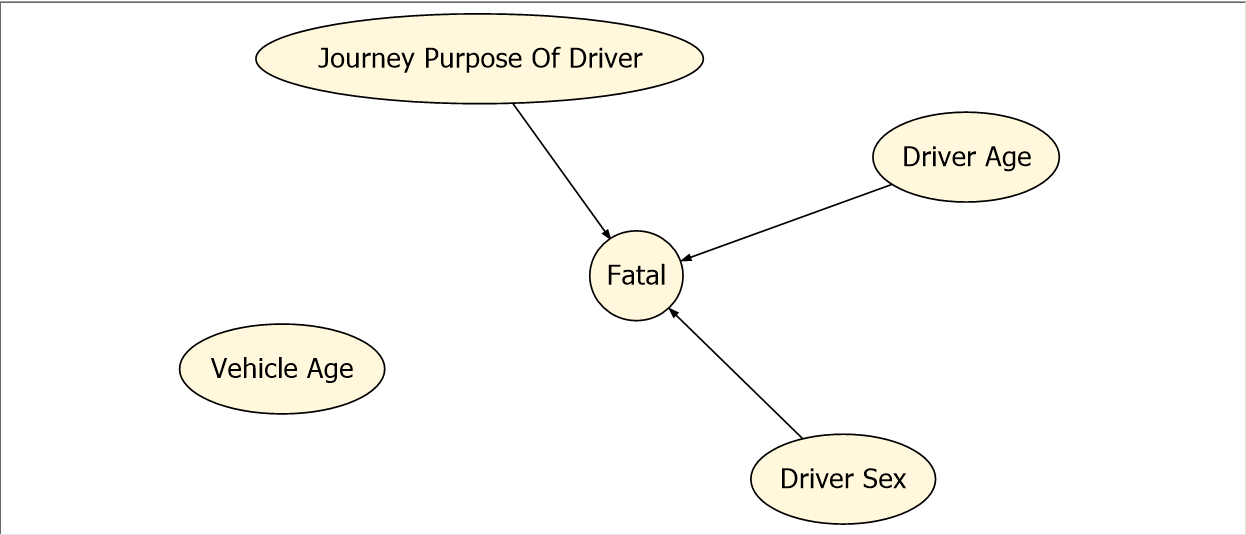 Journey Purpose Of Driver
Driver Age
Fatal
Vehicle Age
Driver Sex